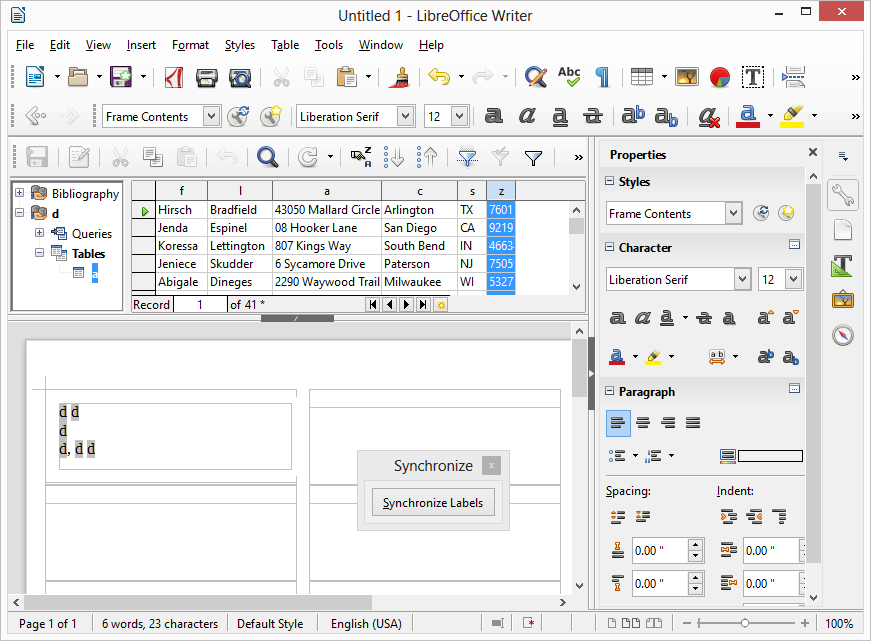 Untitled 1 - LibreOffice Writer
File Edit View Insert Format Styles Table Tools Window Help
Abc
Frame Contents Liberation Serif 12
Bibliography
d
Queries
Tables
a
f l a c s z
Hirsch Bradfield 43050 Mallard Circle Arlington TX 7601
Jenda Espinel 08 Hooker Lane San Diego CA 9219
Koressa Lettington 807 Kings Way South Bend IN 4663
Jeniece Skudder 6 Sycamore Drive Paterson NJ 7505
Abigale Dineges 2290 Waywood Trail Milwaukee WI 5327
Record 1 of 41 *
d d
d
d, d d
Synchronize x
Synchronize Labels
Properties
Styles
Frame Contents
Character
Liberation Serif 12
Paragraph
Spacing: Indent:
0.00 " 0.00 "
0.00 " 0.00 "
Page 1 of 1 6 words, 23 characters Default Style English (USA) 100%